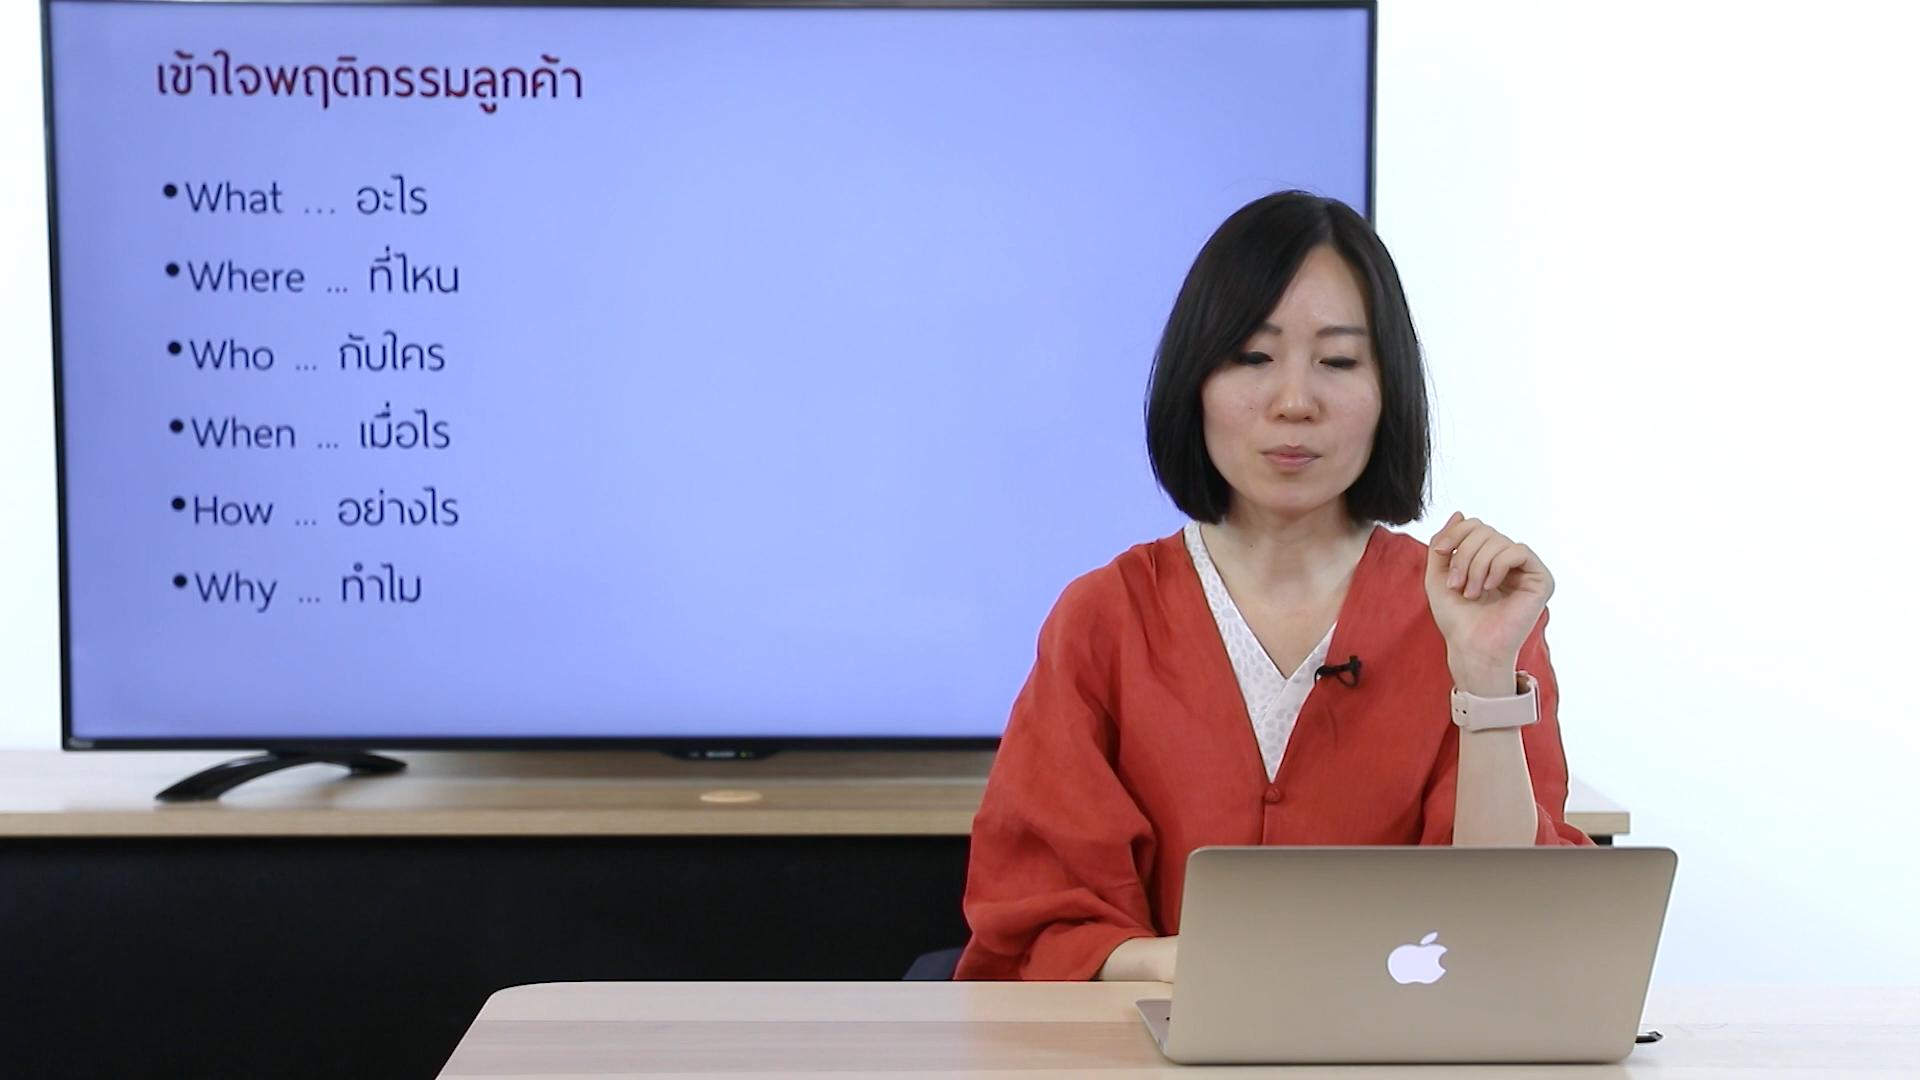 เข้าใจพฤติกรรมลูกค้า
•What ... อะไร
•Where ... ที่ไหน
•Who ... กับใคร
•When ... เมื่อไร
•How ... อย่างไร
•Why ... ทำไม